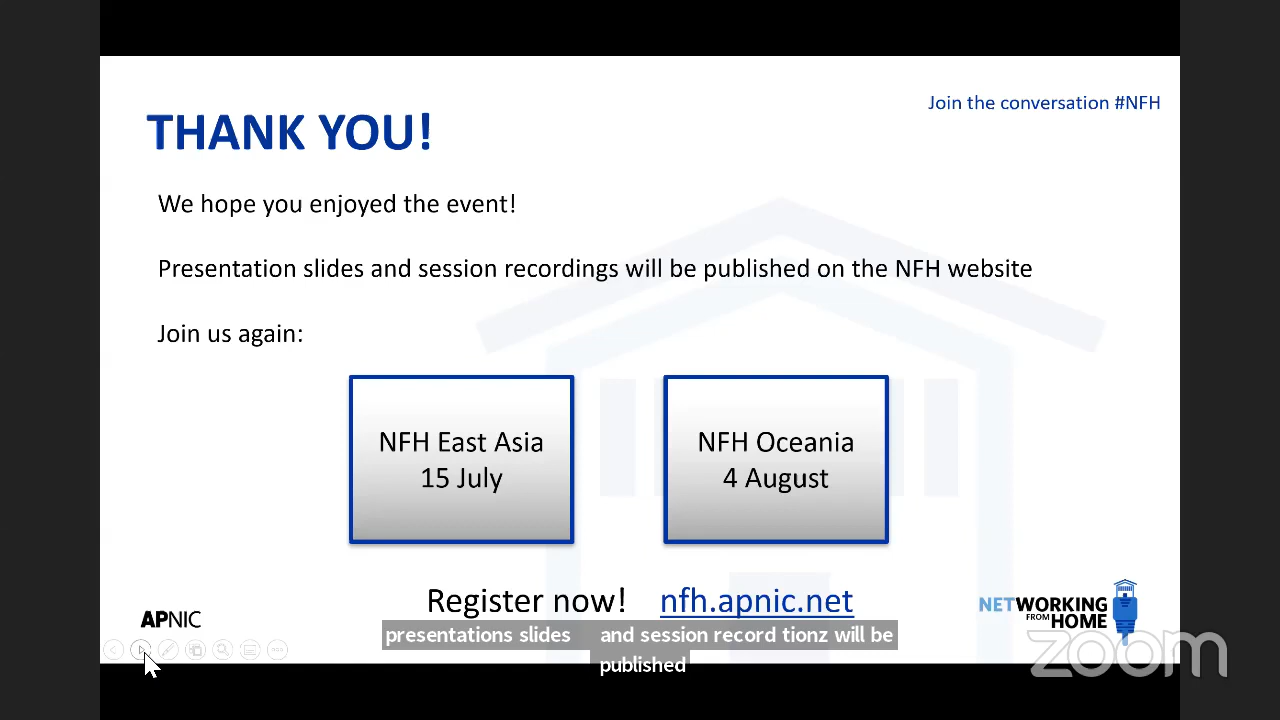 Join the conversation #NFH
THANK YOU!
We hope you enjoyed the event!
Presentation slides and session recordings will be published on the NFH website
Join us again:
NFH East Asia
15 July
NFH Oceania
4 August
Register now! nfh.apnic.net
APNIC
NETWORKING
FROM HOME
presentations slides and session record tionz will be
published
zoom